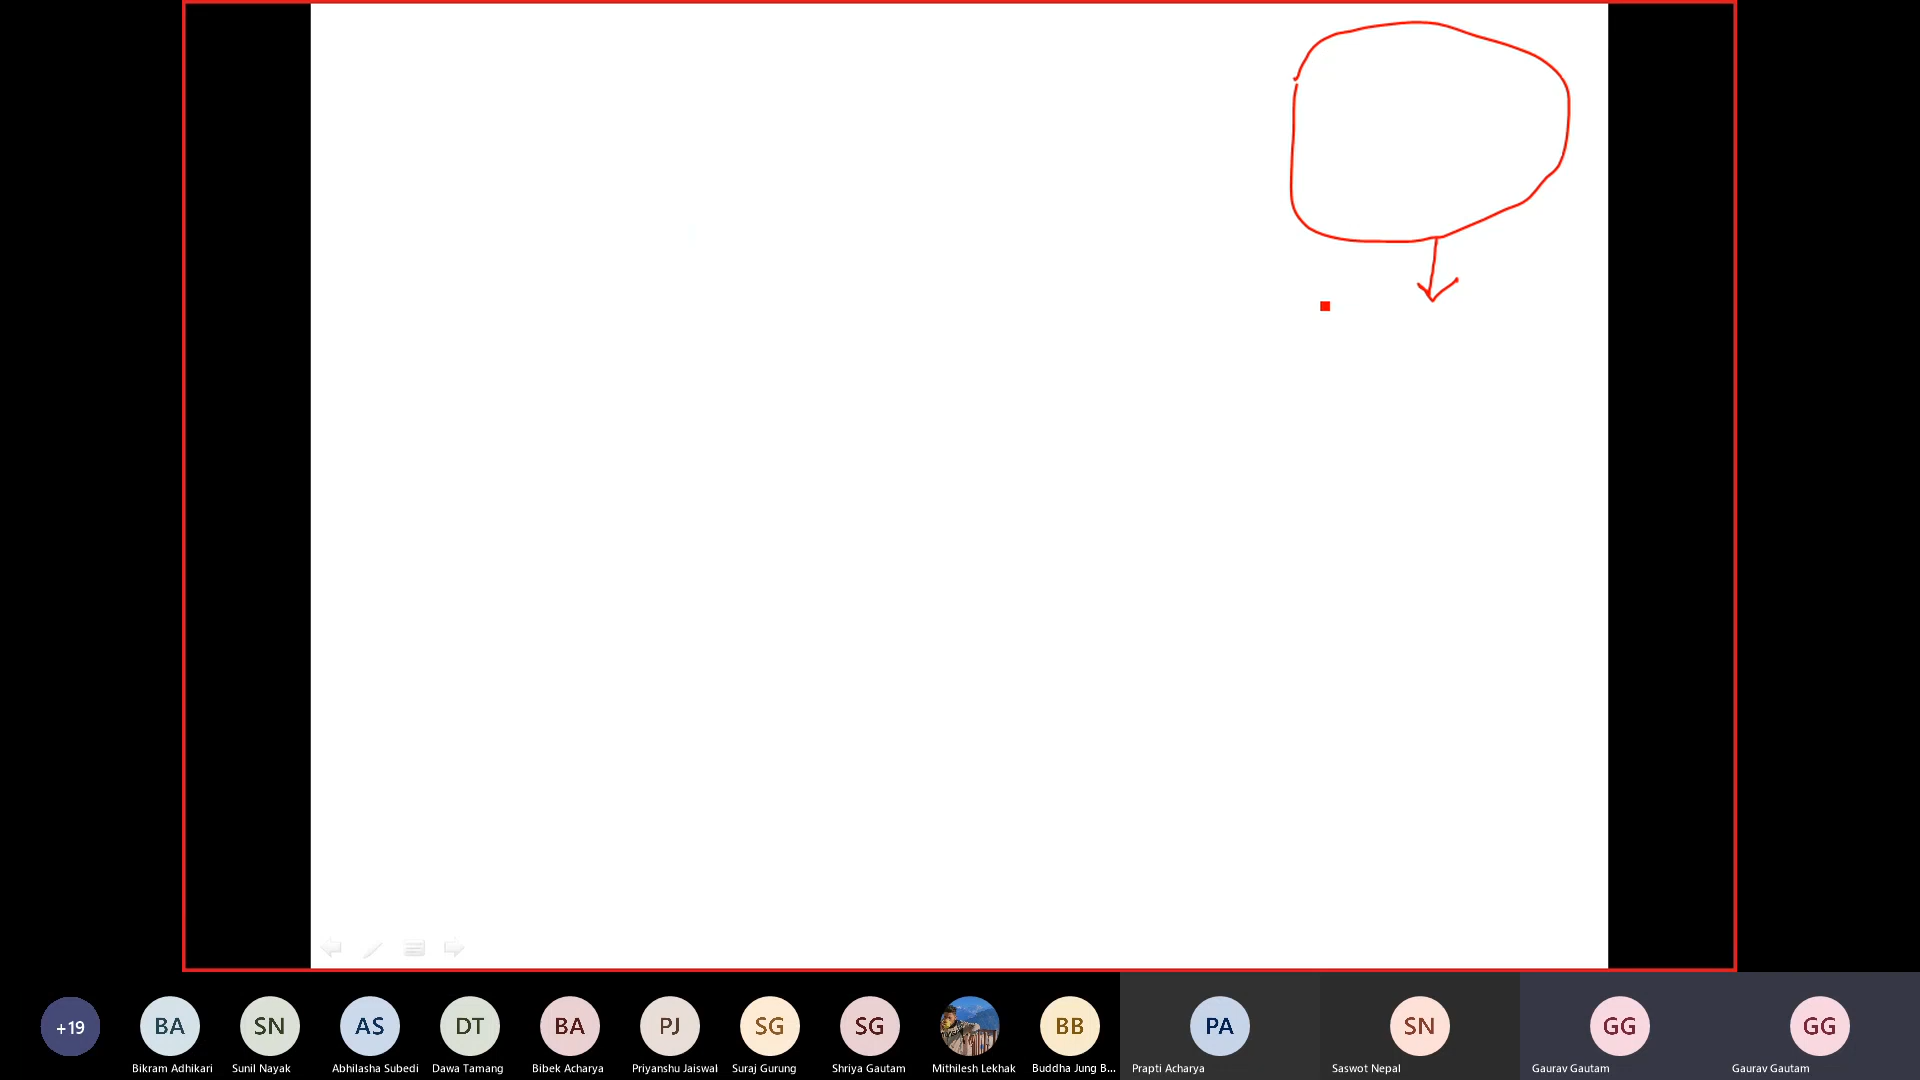 +19
BA
SN
AS
DT
BA
PJ
SG
SG
BB
PA
SN
GG
GG
Bikram Adhikari
Sunil Nayak
Abhilasha Subedi
Dawa Tamang
Bibek Acharya
Priyanshu Jaiswal
Suraj Gurung
Shriya Gautam
Mithilesh Lekhak
Buddha Jung B...
Prapti Acharya
Saswot Nepal
Gaurav Gautam
Gaurav Gautam